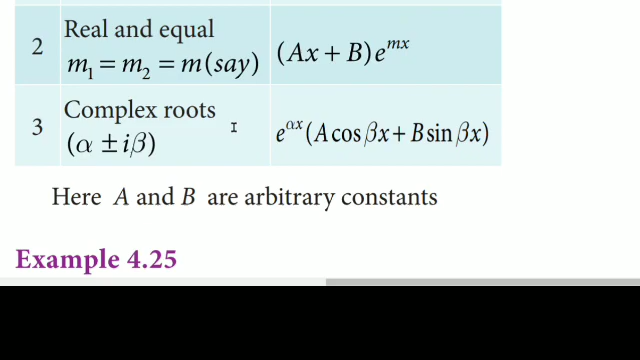 2 Real and equal
m₁ = m₂ = m(say) (Ax + B)e^{mx}
3 Complex roots
(α ± iβ) e^{αx}(A cos βx + B sin βx)
Here A and B are arbitrary constants
Example 4.25